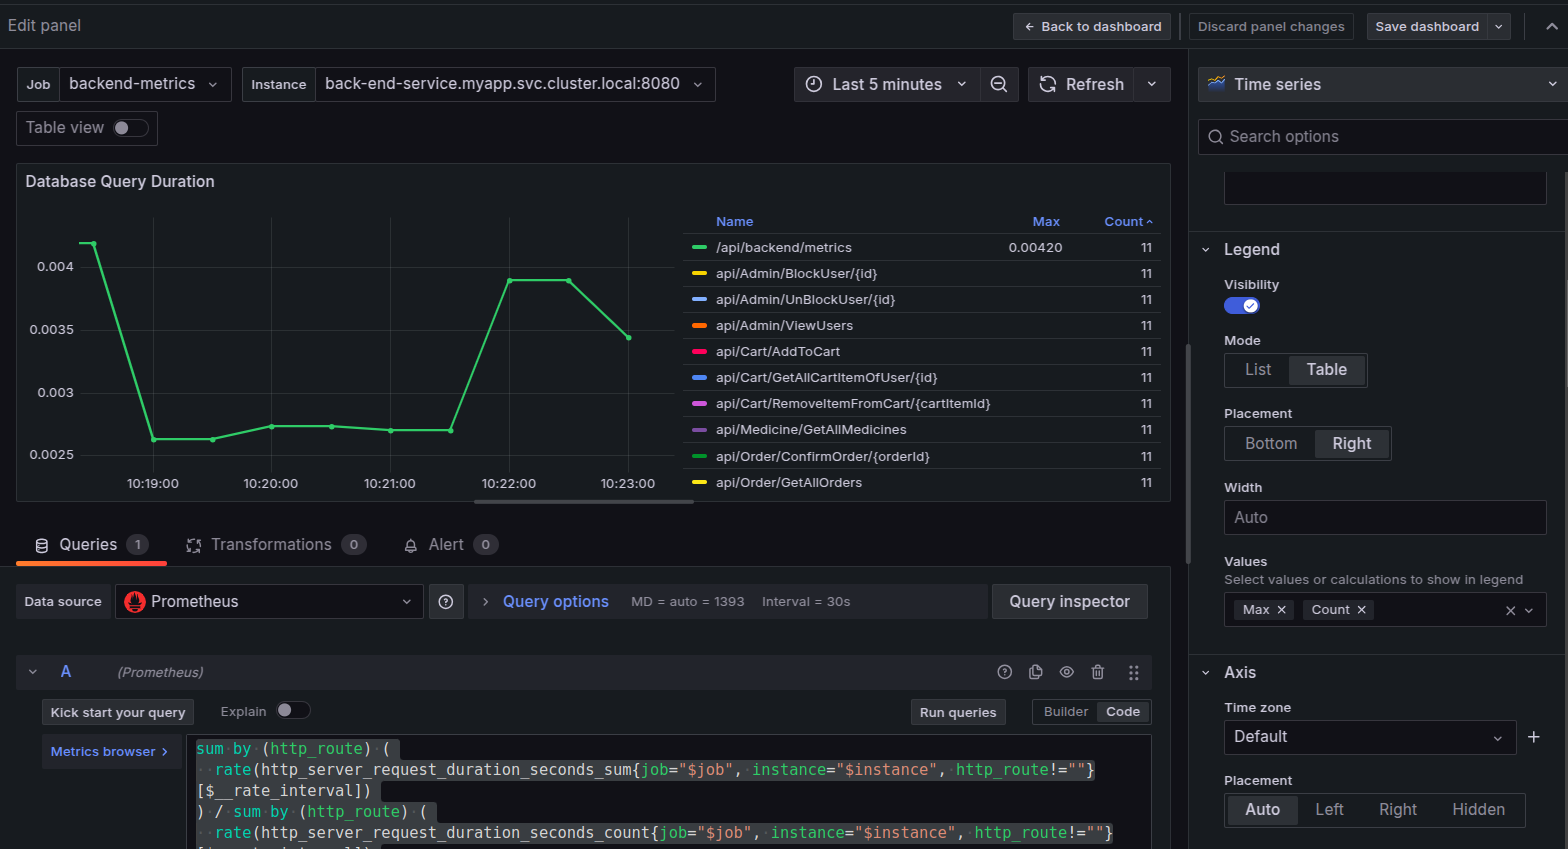 Edit panel
← Back to dashboard
Discard panel changes
Save dashboard
Job
backend-metrics
Instance
back-end-service.myapp.svc.cluster.local:8080
Last 5 minutes
Refresh
Table view
Database Query Duration
0.004
0.0035
0.003
0.0025
10:19:00 10:20:00 10:21:00 10:22:00 10:23:00
Name Max Count
/api/backend/metrics 0.00420 11
api/Admin/BlockUser/{id} 11
api/Admin/UnBlockUser/{id} 11
api/Admin/ViewUsers 11
api/Cart/AddToCart 11
api/Cart/GetAllCartItemOfUser/{id} 11
api/Cart/RemoveItemFromCart/{cartItemId} 11
api/Medicine/GetAllMedicines 11
api/Order/ConfirmOrder/{orderId} 11
api/Order/GetAllOrders 11
Queries 1
Transformations 0
Alert 0
Data source
Prometheus
Query options
MD = auto = 1393
Interval = 30s
Query inspector
A
(Prometheus)
Kick start your query
Explain
Run queries
Builder
Code
Metrics browser >
sum by (http_route) (
rate(http_server_request_duration_seconds_sum{job="$job", instance="$instance", http_route!=""}
[$__rate_interval])
) / sum by (http_route) (
rate(http_server_request_duration_seconds_count{job="$job", instance="$instance", http_route!=""}
Time series
Search options
Legend
Visibility
Mode
List
Table
Placement
Bottom
Right
Width
Auto
Values
Select values or calculations to show in legend
Max
Count
Axis
Time zone
Default
Placement
Auto
Left
Right
Hidden